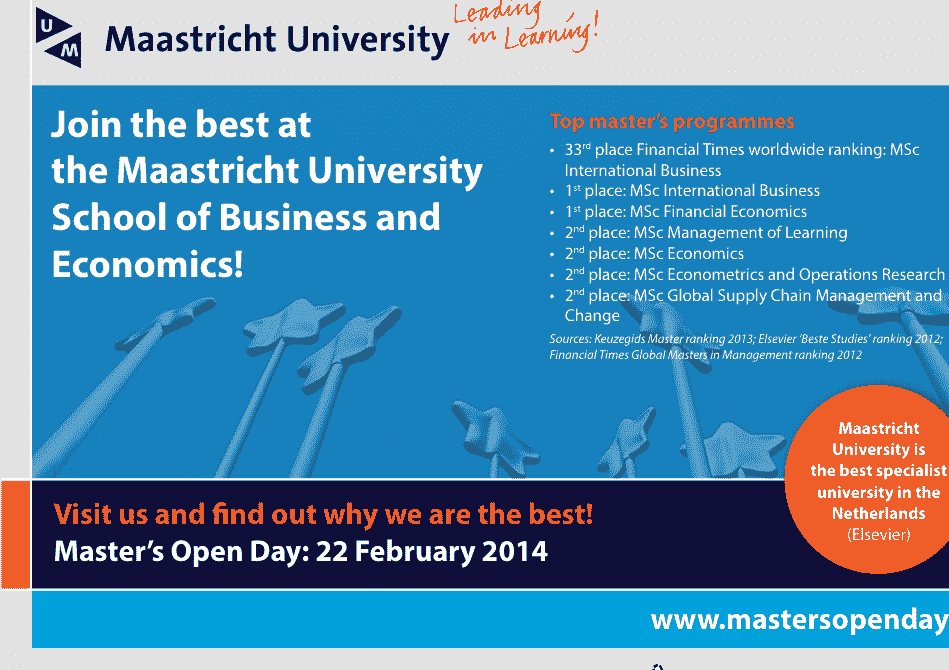 U
M
Maastricht University
Leading
in Learning!
Join the best at
the Maastricht University
School of Business and
Economics!
Top master's programmes
• 33rd place Financial Times worldwide ranking: MSc
International Business
• 1st place: MSc International Business
• 1st place: MSc Financial Economics
• 2nd place: MSc Management of Learning
• 2nd place: MSc Economics
• 2nd place: MSc Econometrics and Operations Research
• 2nd place: MSc Global Supply Chain Management and
Change
Sources: Keuzegids Master ranking 2013; Elsevier 'Beste Studies' ranking 2012;
Financial Times Global Masters in Management ranking 2012
Maastricht
University is
the best specialist
university in the
Netherlands
(Elsevier)
Visit us and find out why we are the best!
Master's Open Day: 22 February 2014
www.mastersopenday